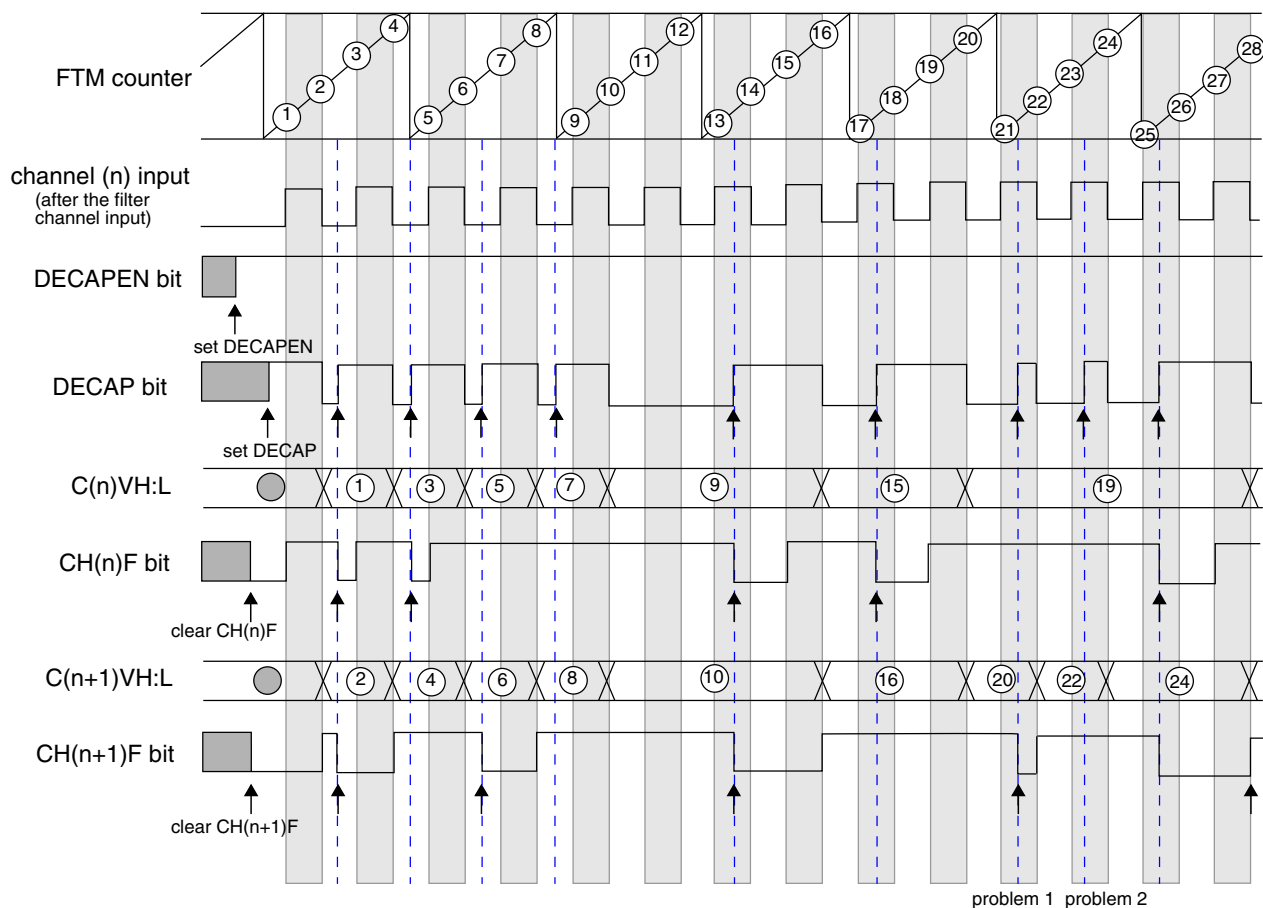 4 8 12 16 20 24 28
3 7 11 15 19 23 27
FTM counter
2 6 10 14 18 22 26
1 5 9 13 17 21 25
channel (n) input
(after the filter
channel input)
DECAPEN bit
set DECAPEN
DECAP bit
set DECAP
C(n)VH:L 1 3 5 7 9 15 19
CH(n)F bit
clear CH(n)F
C(n+1)VH:L 2 4 6 8 10 16 20 22 24
CH(n+1)F bit
clear CH(n+1)F
problem 1 problem 2